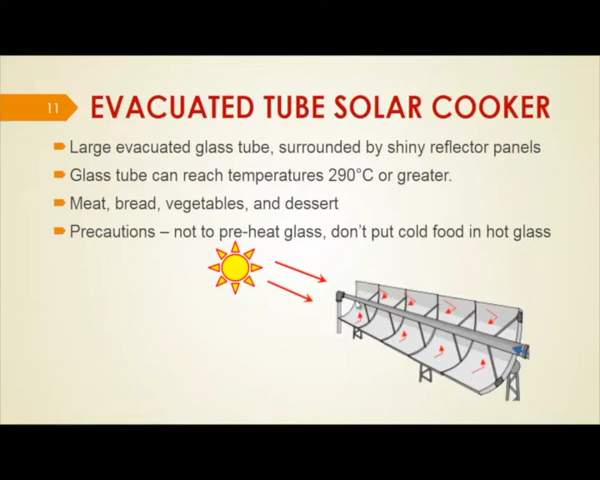 11
EVACUATED TUBE SOLAR COOKER
Large evacuated glass tube, surrounded by shiny reflector panels
Glass tube can reach temperatures 290°C or greater.
Meat, bread, vegetables, and dessert
Precautions – not to pre-heat glass, don't put cold food in hot glass